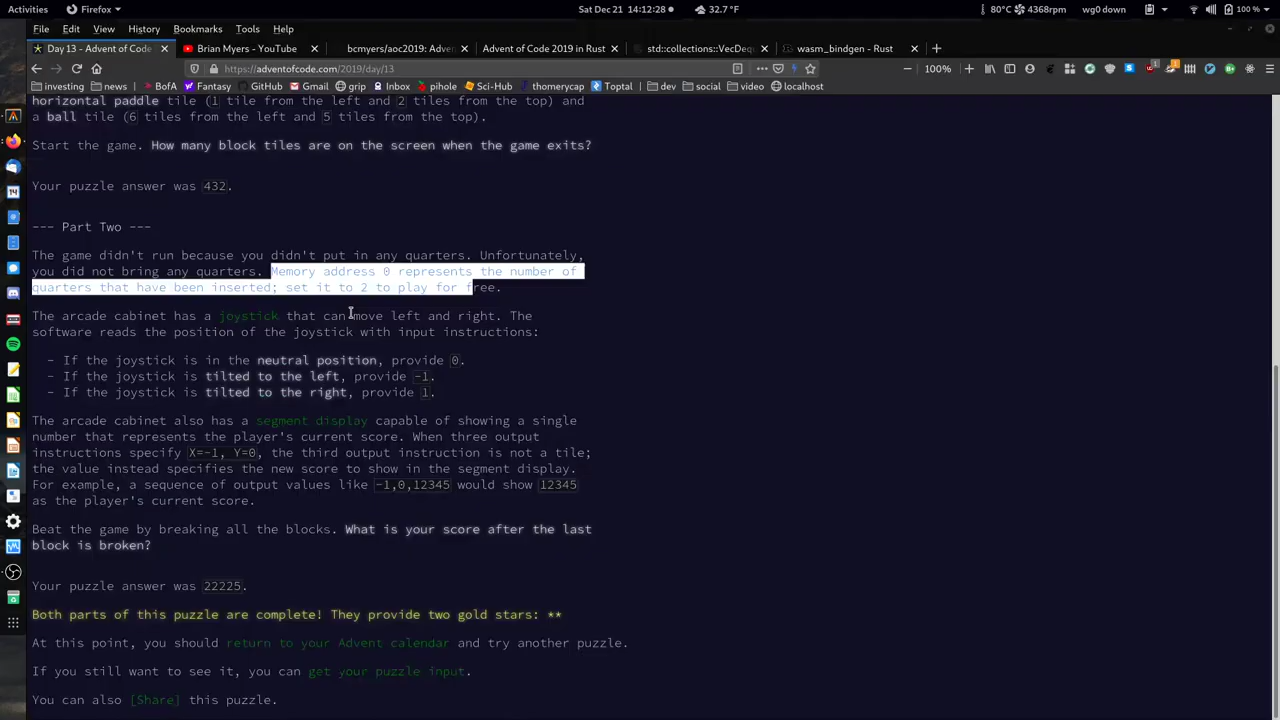 Activities
Firefox
Sat Dec 21 14:12:28
32.7 °F
80°C
4368rpm
wg0 down
100 %
File Edit View History Bookmarks Tools Help
Day 13 - Advent of Code
Brian Myers - YouTube
bcmyers/aoc2019: Adve
Advent of Code 2019 in Rust
std::collections::VecDeq
wasm_bindgen - Rust
https://adventofcode.com/2019/day/13
100%
investing
news
BofA
Fantasy
GitHub
Gmail
grip
Inbox
pihole
Sci-Hub
thomerycap
Toptal
dev
social
video
localhost
horizontal paddle tile (1 tile from the left and 2 tiles from the top) and
a ball tile (6 tiles from the left and 5 tiles from the top).
Start the game. How many block tiles are on the screen when the game exits?
Your puzzle answer was 432.
--- Part Two ---
The game didn't run because you didn't put in any quarters. Unfortunately,
you did not bring any quarters. Memory address 0 represents the number of
quarters that have been inserted; set it to 2 to play for free.
The arcade cabinet has a joystick that can move left and right. The
software reads the position of the joystick with input instructions:
- If the joystick is in the neutral position, provide 0.
- If the joystick is tilted to the left, provide -1.
- If the joystick is tilted to the right, provide 1.
The arcade cabinet also has a segment display capable of showing a single
number that represents the player's current score. When three output
instructions specify X=-1, Y=0, the third output instruction is not a tile;
the value instead specifies the new score to show in the segment display.
For example, a sequence of output values like -1,0,12345 would show 12345
as the player's current score.
Beat the game by breaking all the blocks. What is your score after the last
block is broken?
Your puzzle answer was 22225.
Both parts of this puzzle are complete! They provide two gold stars: **
At this point, you should return to your Advent calendar and try another puzzle.
If you still want to see it, you can get your puzzle input.
You can also [Share] this puzzle.